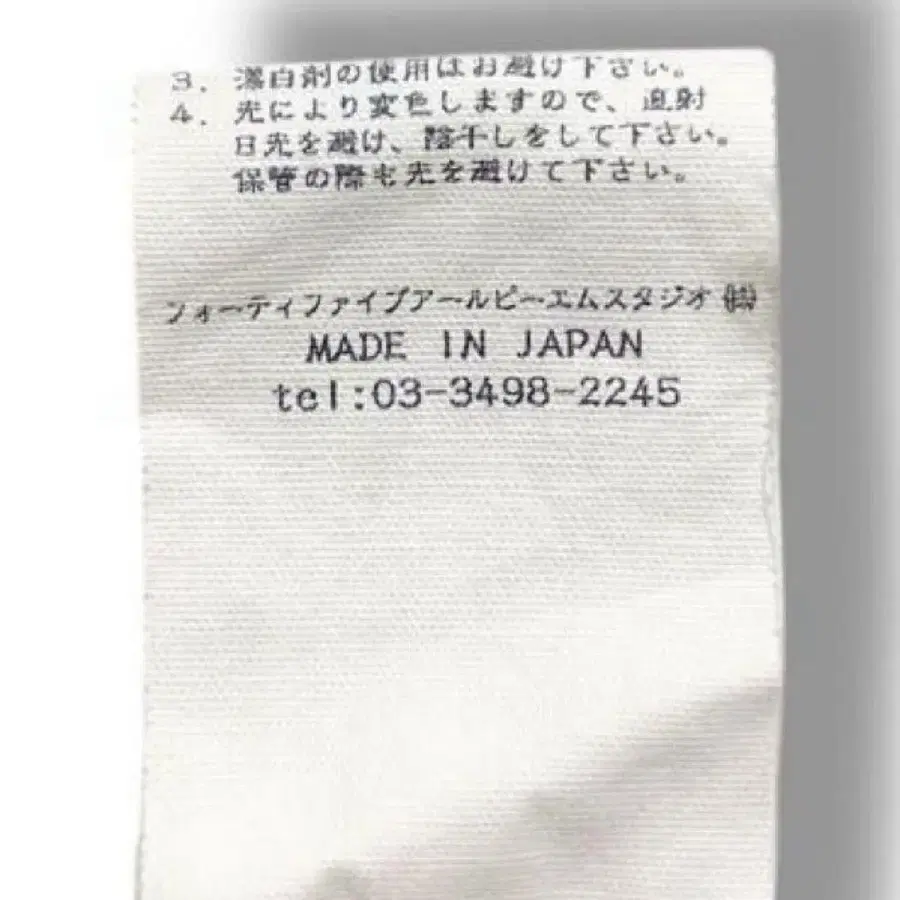 3. 漂白剤の使用はお避け下さい。
4. 光により変色しますので、直射
日光を避け、陰干しをして下さい。
保管の際も光を避けて下さい。
フォーティファイブアールピーエムスタジオ㈱
MADE IN JAPAN
tel:03-3498-2245